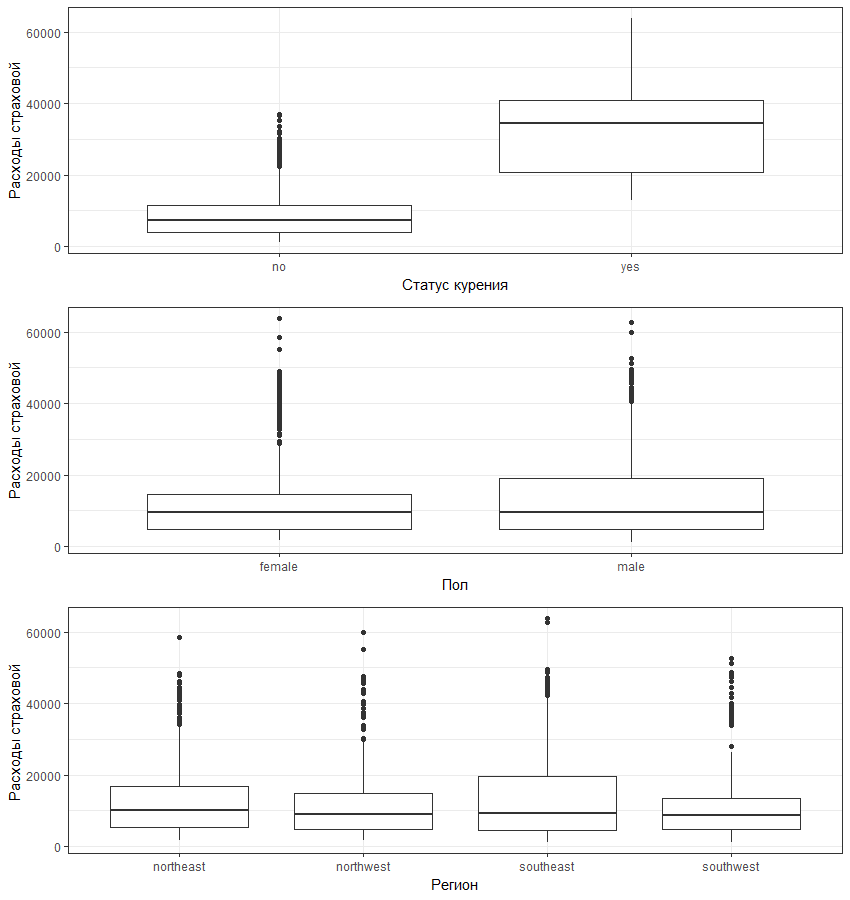 60000
40000
20000
0
Расходы страховой
no yes
Статус курения
60000
40000
20000
0
Расходы страховой
female male
Пол
60000
40000
20000
0
Расходы страховой
northeast northwest southeast southwest
Регион